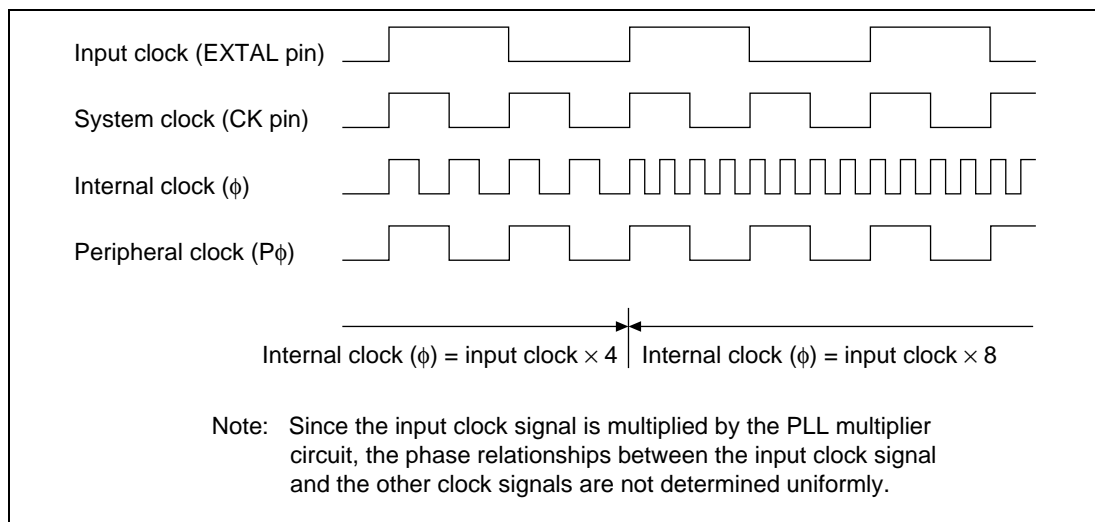 Input clock (EXTAL pin)
System clock (CK pin)
Internal clock (ϕ)
Peripheral clock (Pϕ)
Internal clock (ϕ) = input clock × 4
Internal clock (ϕ) = input clock × 8
Note: Since the input clock signal is multiplied by the PLL multiplier
circuit, the phase relationships between the input clock signal
and the other clock signals are not determined uniformly.